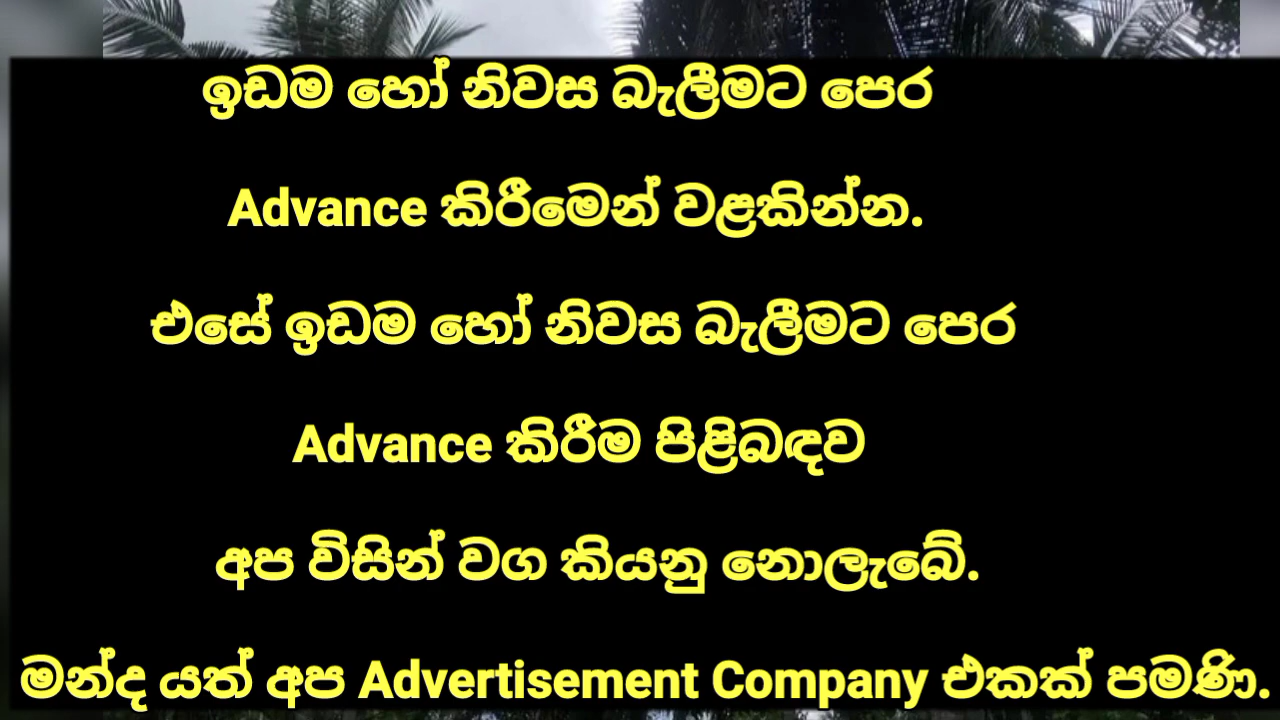 ඉඩම හෝ නිවස බැලීමට පෙර
Advance කිරීමෙන් වළකින්න.
එසේ ඉඩම හෝ නිවස බැලීමට පෙර
Advance කිරීම පිළිබඳව
අප විසින් වග කියනු නොලැබේ.
මන්ද යත් අප Advertisement Company එකක් පමණි.